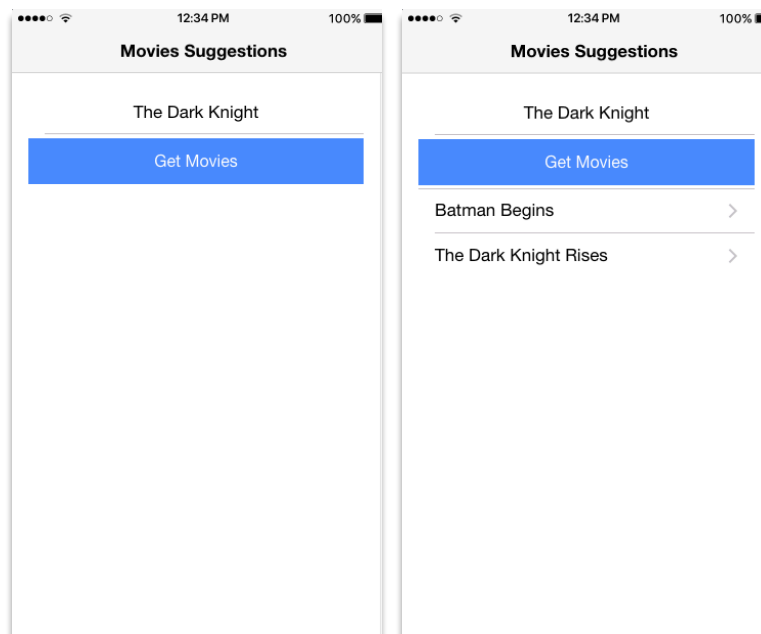 12:34 PM 100%
Movies Suggestions
The Dark Knight
Get Movies
12:34 PM 100%
Movies Suggestions
The Dark Knight
Get Movies
Batman Begins
The Dark Knight Rises